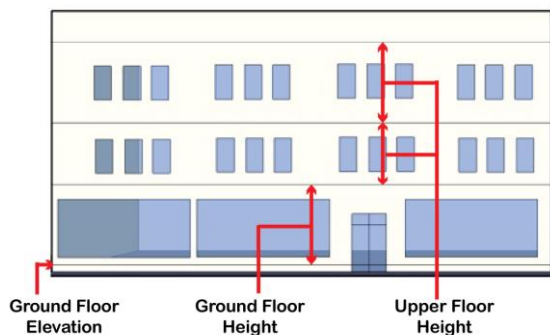 Ground Floor
Elevation
Ground Floor
Height
Upper Floor
Height